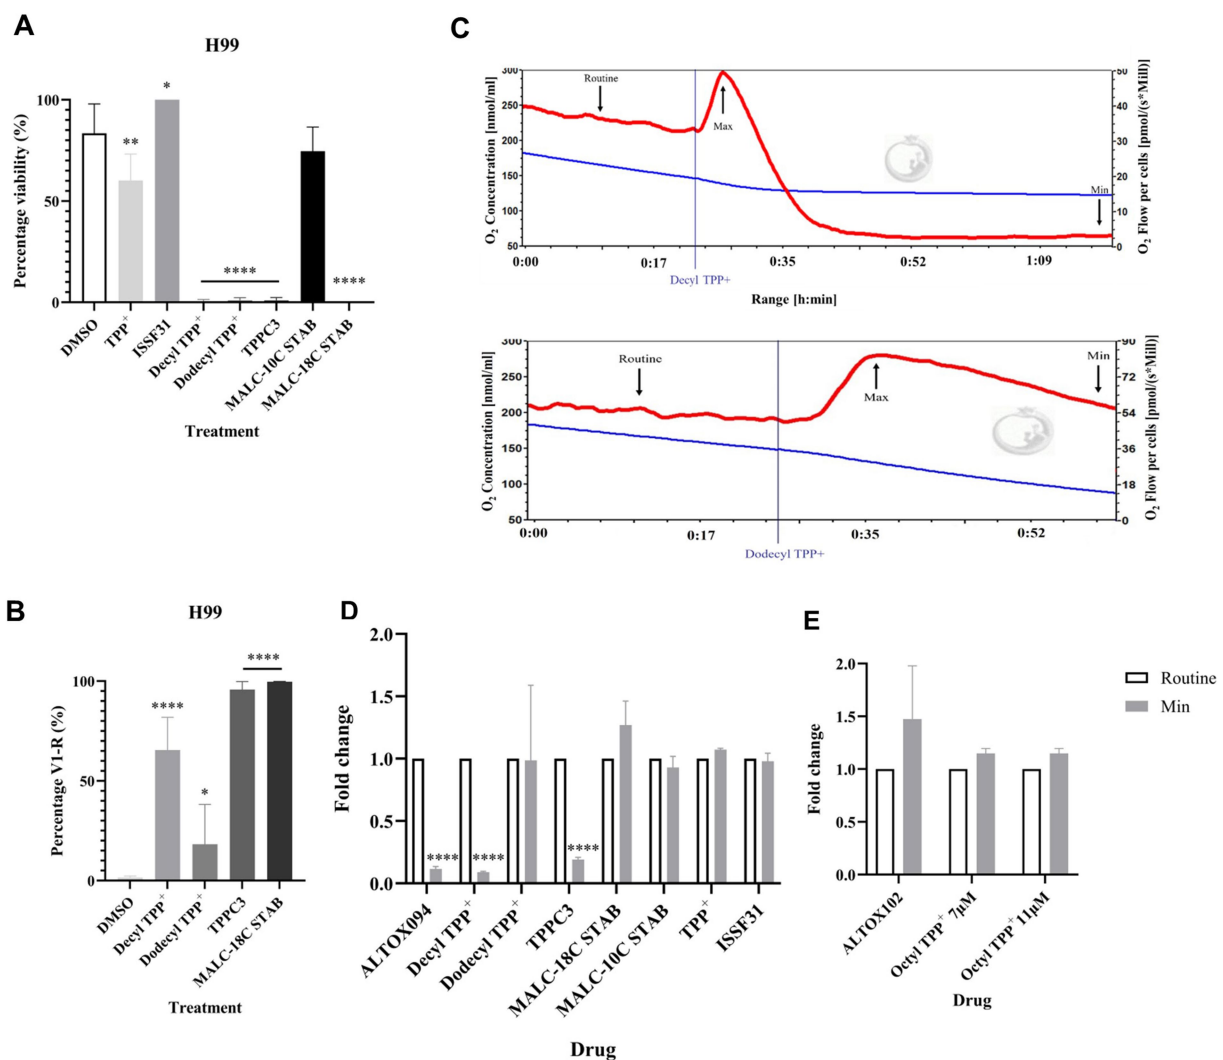 A
H99
Percentage viability (%)
100
50
0
*
**
****
****
DMSO
TPP+
ISSF31
Decyl TPP+
Dodecyl TPP+
TPPC3
MALC-10C STAB
MALC-18C STAB
Treatment
C
O2 Concentration [nmol/ml]
300
250
200
150
100
50
Routine
Max
Min
50
40
30
20
10
0
O2 Flow per cells [pmol/(s*Mill)]
0:00 0:17 0:35 0:52 1:09
Decyl TPP+
Range [h:min]
O2 Concentration [nmol/ml]
300
250
200
150
100
50
Routine
Max
Min
90
72
54
36
18
0
O2 Flow per cells [pmol/(s*Mill)]
0:00 0:17 0:35 0:52
Dodecyl TPP+
B
H99
Percentage V1-R (%)
100
50
0
****
*
****
DMSO
Decyl TPP+
Dodecyl TPP+
TPPC3
MALC-18C STAB
Treatment
D
Fold change
2.0
1.5
1.0
0.5
0.0
****
****
****
ALTOX094
Decyl TPP+
Dodecyl TPP+
TPPC3
MALC-18C STAB
MALC-10C STAB
TPP+
ISSF31
Drug
E
Fold change
2.0
1.5
1.0
0.5
0.0
ALTOX102
Octyl TPP+ 7μM
Octyl TPP+ 11μM
Drug
Routine
Min